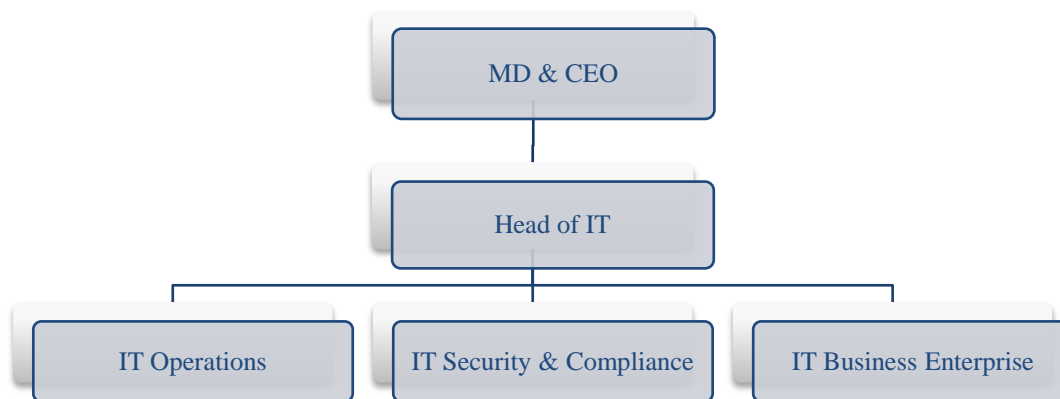 MD & CEO
Head of IT
IT Operations
IT Security & Compliance
IT Business Enterprise